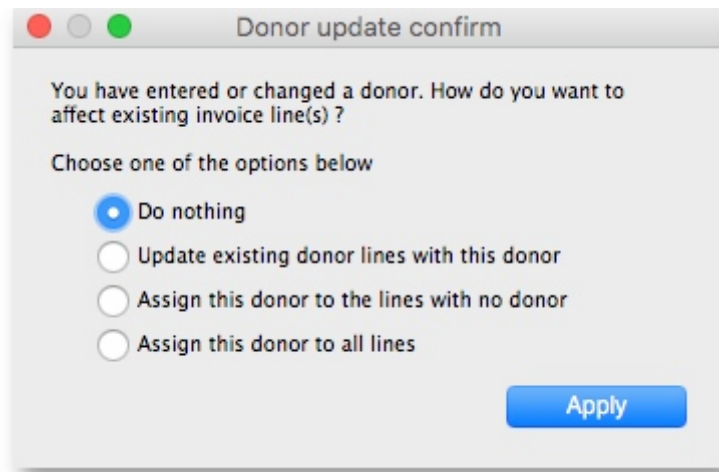 Donor update confirm
You have entered or changed a donor. How do you want to
affect existing invoice line(s) ?
Choose one of the options below
Do nothing
Update existing donor lines with this donor
Assign this donor to the lines with no donor
Assign this donor to all lines
Apply